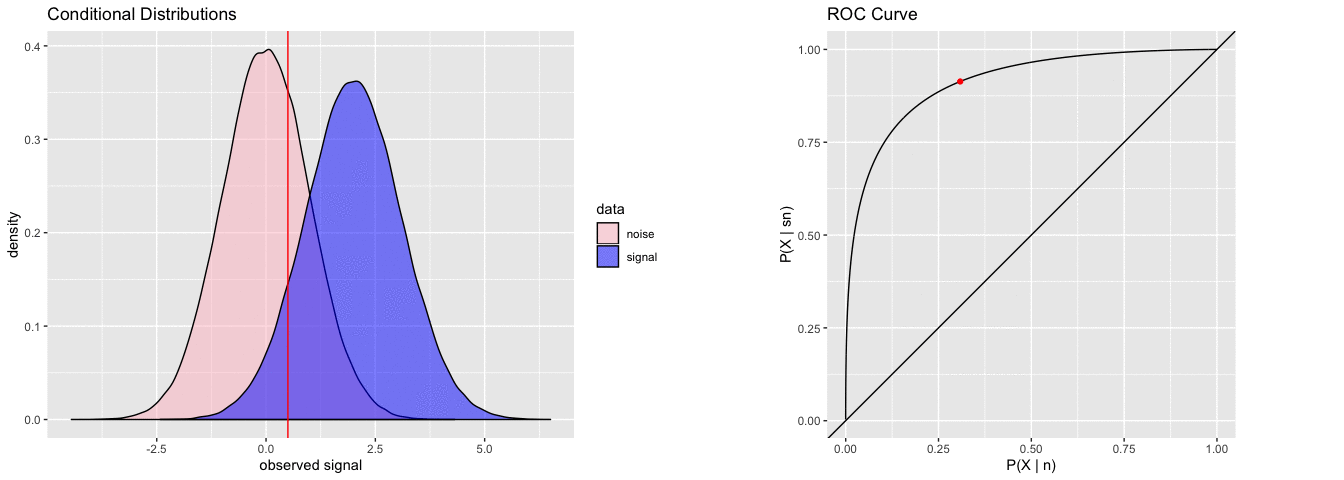 Conditional Distributions
density
0.4
0.3
0.2
0.1
0.0
-2.5
0.0
2.5
5.0
observed signal
data
noise
signal
ROC Curve
P(X | sn)
1.00
0.75
0.50
0.25
0.00
0.00
0.25
0.50
0.75
1.00
P(X | n)